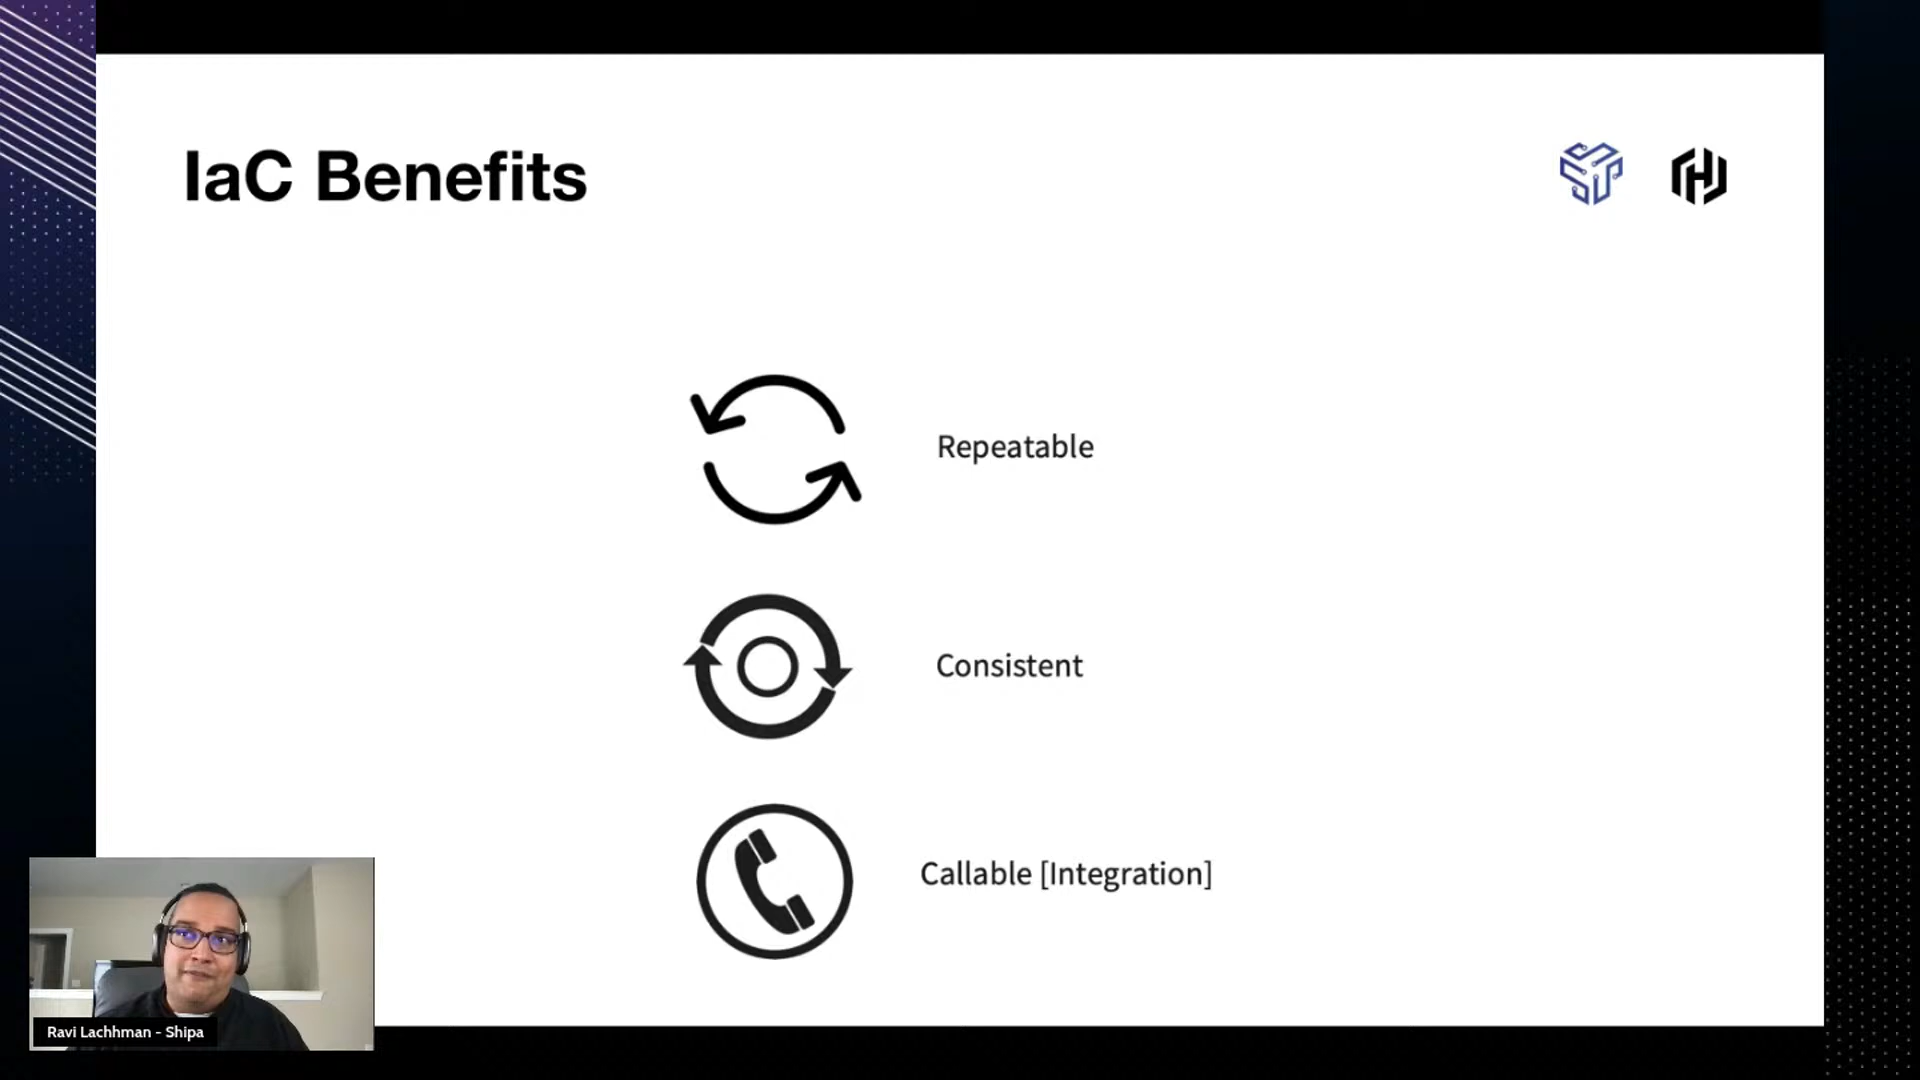 IaC Benefits
Repeatable
Consistent
Callable [Integration]
Ravi Lachhman - Shipa